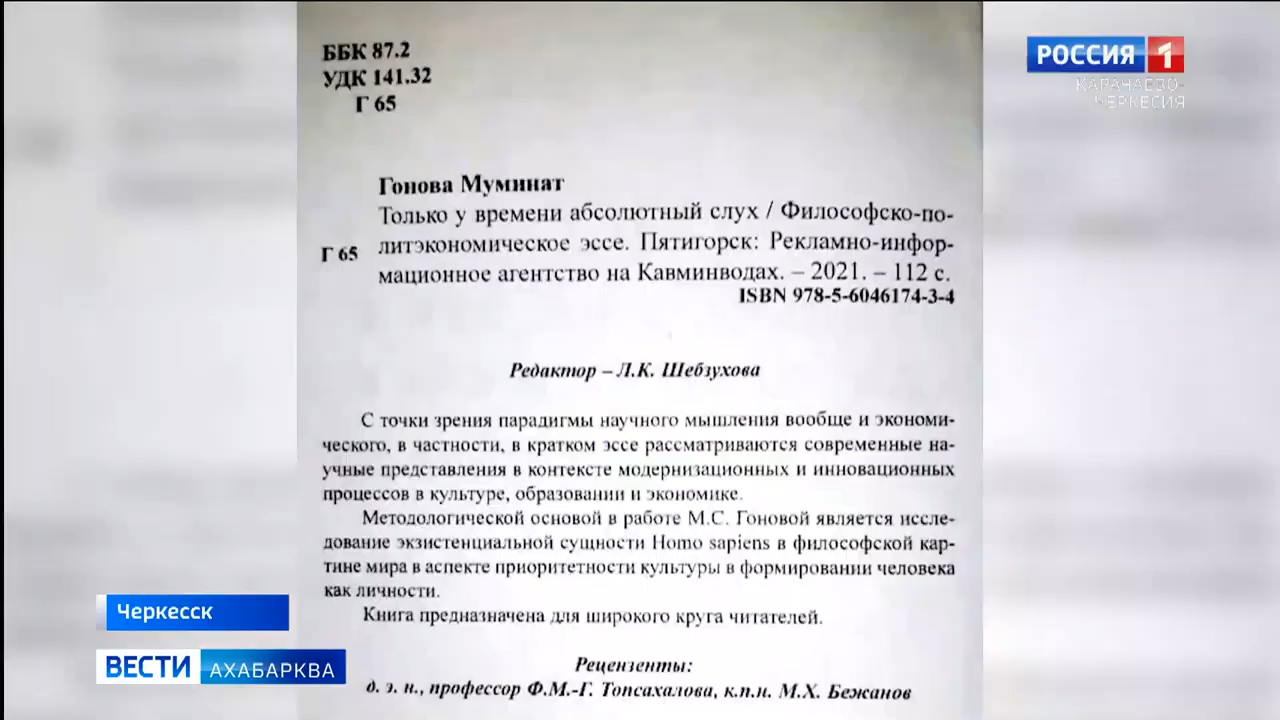 ББК 87.2
УДК 141.32
Г 65
РОССИЯ 1
КАРАЧАЕВО-
ЧЕРКЕСИЯ
Гонова Муминат
Только у времени абсолютный слух / Философско-по-
Г 65 литэкономическое эссе. Пятигорск: Рекламно-инфор-
мационное агентство на Кавминводах. – 2021. – 112 с.
ISBN 978-5-6046174-3-4
Редактор – Л.К. Шебзухова
С точки зрения парадигмы научного мышления вообще и экономи-
ческого, в частности, в кратком эссе рассматриваются современные на-
учные представления в контексте модернизационных и инновационных
процессов в культуре, образовании и экономике.
Методологической основой в работе М.С. Гоновой является иссле-
дование экзистенциальной сущности Homo sapiens в философской кар-
тине мира в аспекте приоритетности культуры в формировании человека
как личности.
Книга предназначена для широкого круга читателей.
Рецензенты:
д. э. н., профессор Ф.М.-Г. Топсахалова, к.п.н. М.Х. Бежанов
Черкесск
ВЕСТИ АХАБАРКВА